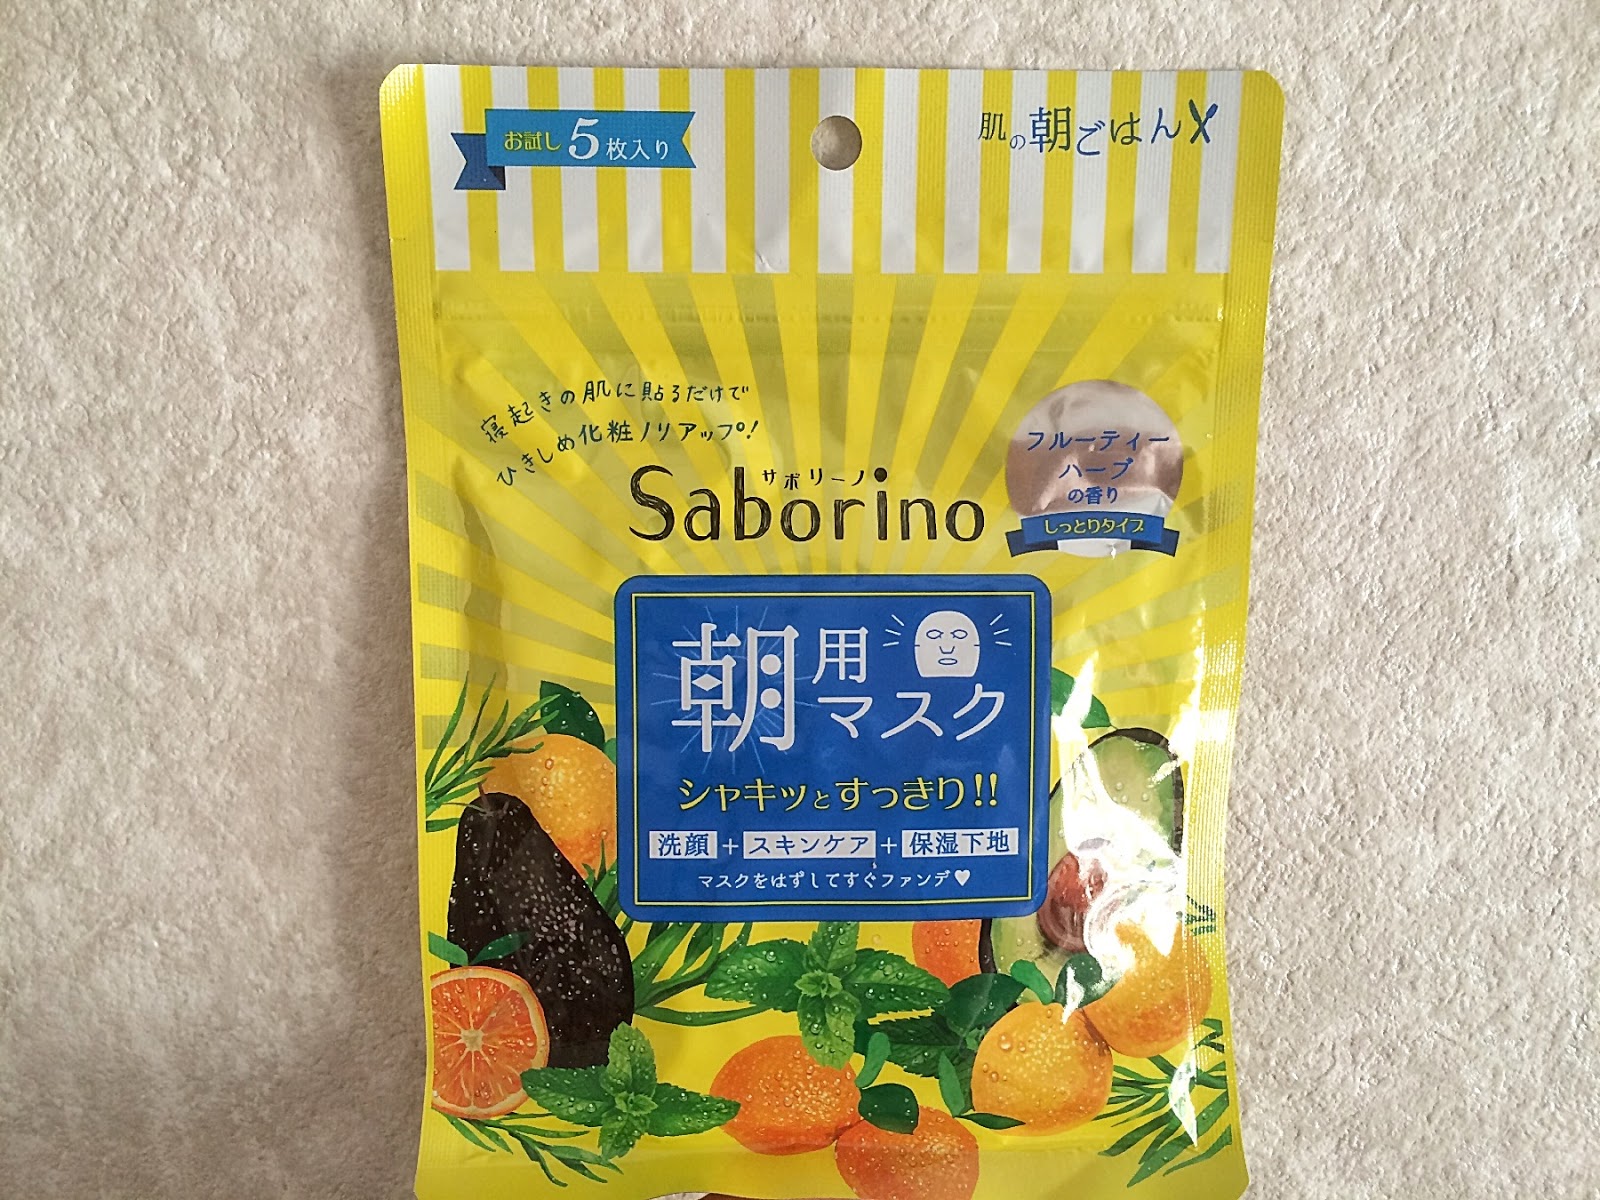 お試し5枚入り
肌の朝ごはん
寝起きの肌に貼るだけで
ひきしめ化粧ノリアップ!
サボリーノ
Saborino
フルーティー
ハーブ
の香り
しっとりタイプ
朝用マスク
シャキッとすっきり!!
洗顔+スキンケア+保湿下地
マスクをはずしてすぐファンデ♥